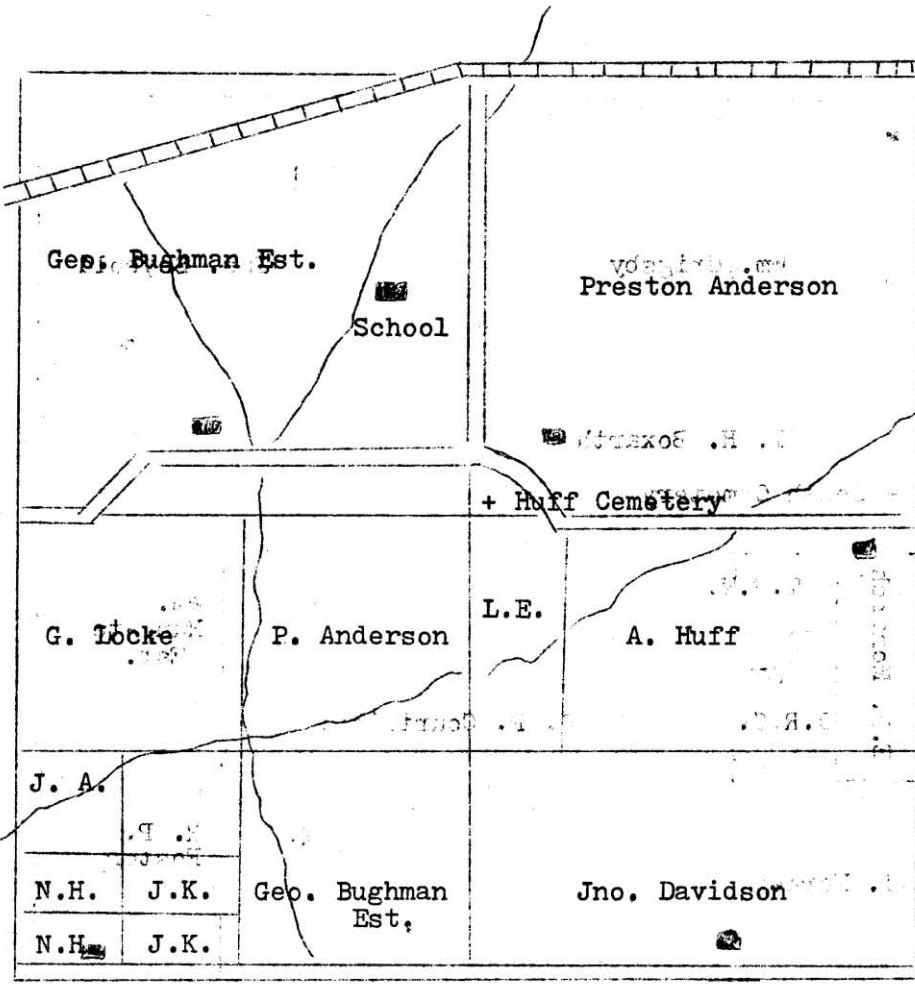 Geo. Bughman Est.
School
Preston Anderson
+ Huff Cemetery
G. Locke
P. Anderson
L.E.
A. Huff
J. A.
N.H.
J.K.
Geo. Bughman
Est.
Jno. Davidson
N.H.
J.K.